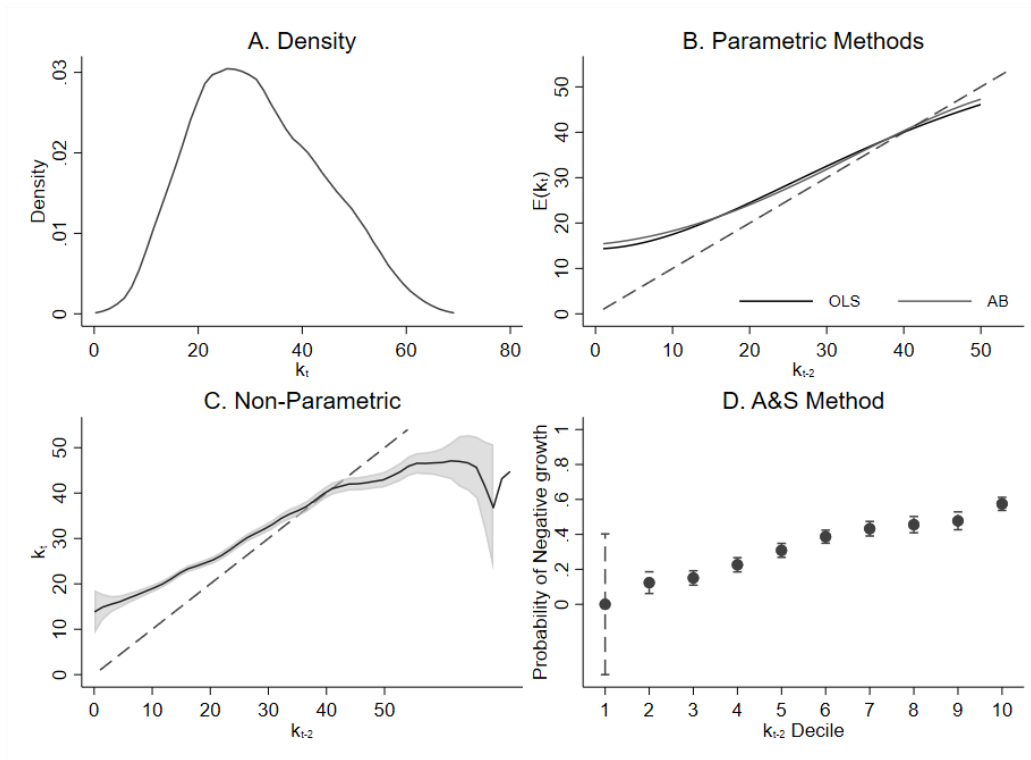 A. Density
Density
0
.01
.02
.03
0 20 40 60 80
kt
B. Parametric Methods
E(kt)
0
10
20
30
40
50
OLS AB
0 10 20 30 40 50
kt-2
C. Non-Parametric
kt
0
10
20
30
40
50
0 10 20 30 40 50
kt-2
D. A&S Method
Probability of Negative growth
0
.2
.4
.6
.8
1
1 2 3 4 5 6 7 8 9 10
kt-2 Decile